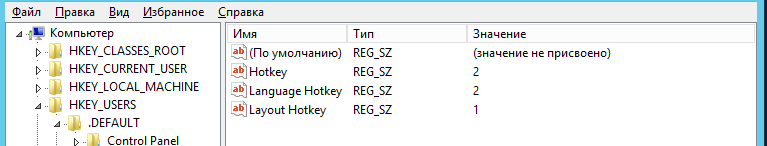 Файл Правка Вид Избранное Справка
Компьютер
HKEY_CLASSES_ROOT
HKEY_CURRENT_USER
HKEY_LOCAL_MACHINE
HKEY_USERS
.DEFAULT
Control Panel
Имя Тип Значение
(По умолчанию) REG_SZ (значение не присвоено)
Hotkey REG_SZ 2
Language Hotkey REG_SZ 2
Layout Hotkey REG_SZ 1